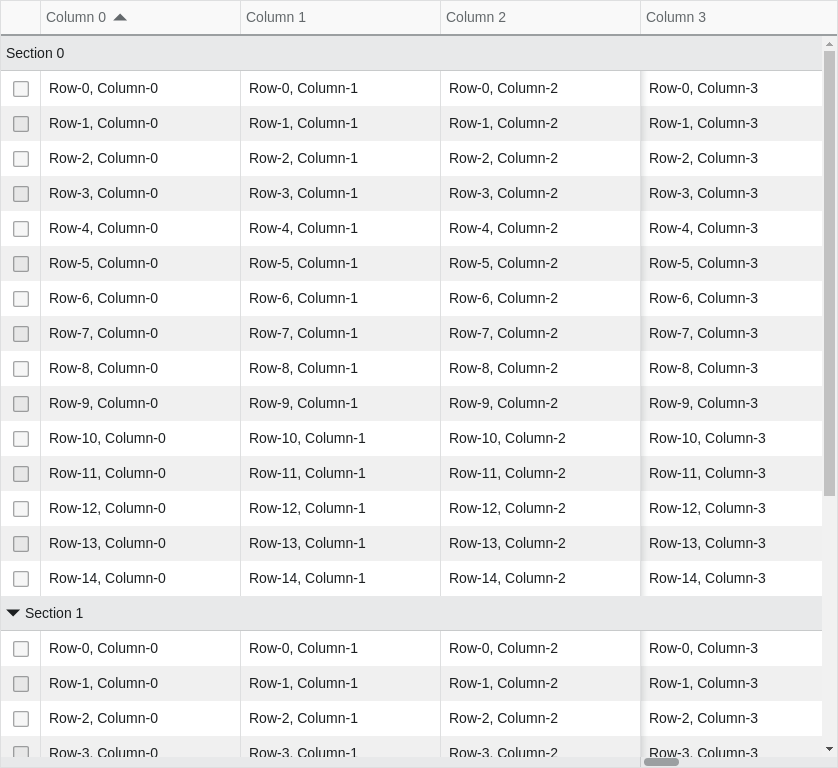 Column 0 Column 1 Column 2 Column 3
Section 0
Row-0, Column-0 Row-0, Column-1 Row-0, Column-2 Row-0, Column-3
Row-1, Column-0 Row-1, Column-1 Row-1, Column-2 Row-1, Column-3
Row-2, Column-0 Row-2, Column-1 Row-2, Column-2 Row-2, Column-3
Row-3, Column-0 Row-3, Column-1 Row-3, Column-2 Row-3, Column-3
Row-4, Column-0 Row-4, Column-1 Row-4, Column-2 Row-4, Column-3
Row-5, Column-0 Row-5, Column-1 Row-5, Column-2 Row-5, Column-3
Row-6, Column-0 Row-6, Column-1 Row-6, Column-2 Row-6, Column-3
Row-7, Column-0 Row-7, Column-1 Row-7, Column-2 Row-7, Column-3
Row-8, Column-0 Row-8, Column-1 Row-8, Column-2 Row-8, Column-3
Row-9, Column-0 Row-9, Column-1 Row-9, Column-2 Row-9, Column-3
Row-10, Column-0 Row-10, Column-1 Row-10, Column-2 Row-10, Column-3
Row-11, Column-0 Row-11, Column-1 Row-11, Column-2 Row-11, Column-3
Row-12, Column-0 Row-12, Column-1 Row-12, Column-2 Row-12, Column-3
Row-13, Column-0 Row-13, Column-1 Row-13, Column-2 Row-13, Column-3
Row-14, Column-0 Row-14, Column-1 Row-14, Column-2 Row-14, Column-3
Section 1
Row-0, Column-0 Row-0, Column-1 Row-0, Column-2 Row-0, Column-3
Row-1, Column-0 Row-1, Column-1 Row-1, Column-2 Row-1, Column-3
Row-2, Column-0 Row-2, Column-1 Row-2, Column-2 Row-2, Column-3
Row-3, Column-0 Row-3, Column-1 Row-3, Column-2 Row-3, Column-3